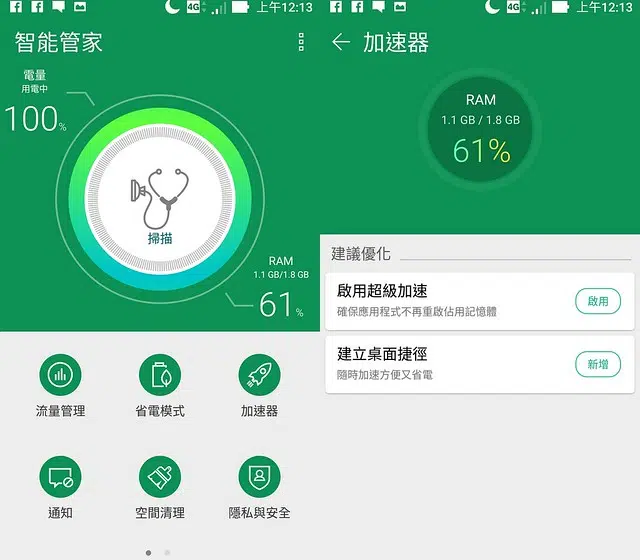 4G 上午12:13
智能管家
電量
用電中
100%
掃描
RAM
1.1 GB/1.8 GB
61%
流量管理
省電模式
加速器
通知
空間清理
隱私與安全
4G 上午12:13
加速器
RAM
1.1 GB / 1.8 GB
61%
建議優化
啟用超級加速
確保應用程式不再重啟佔用記憶體
啟用
建立桌面捷徑
隨時加速方便又省電
新增